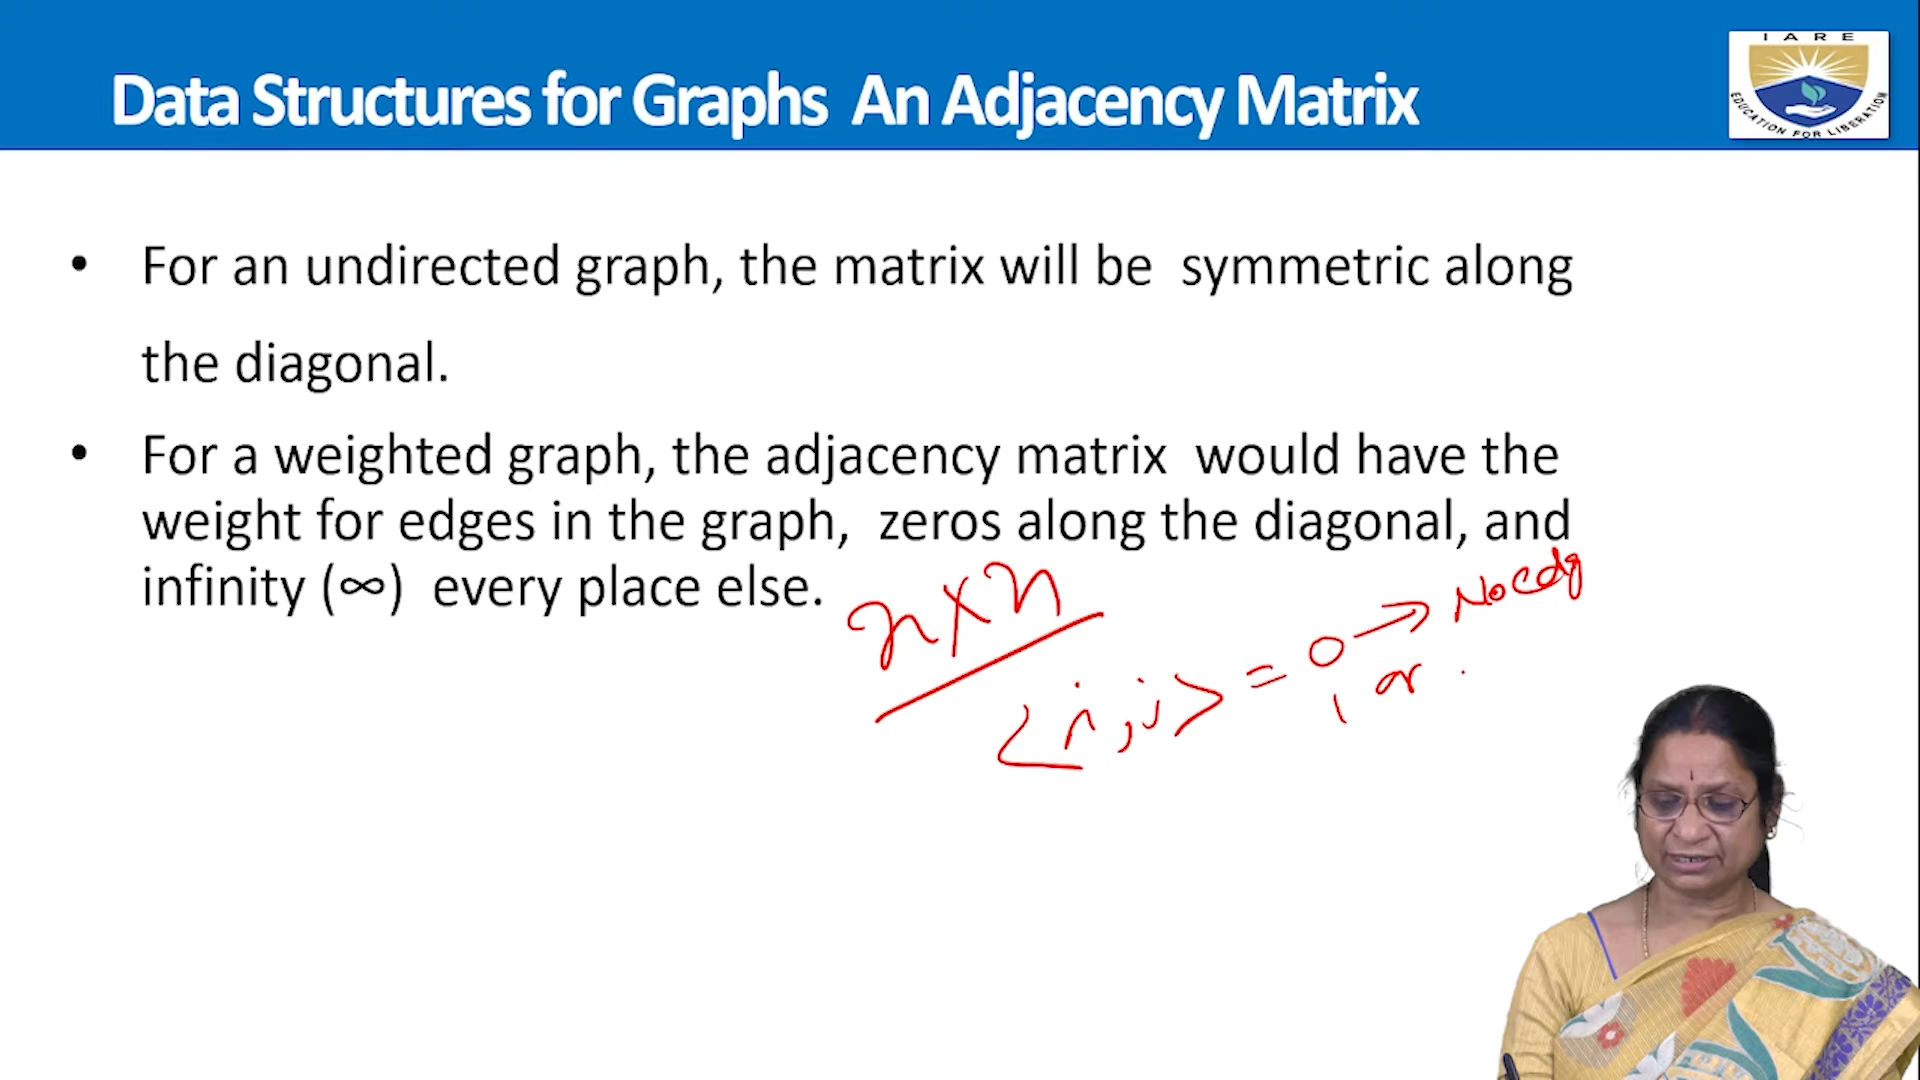 Data Structures for Graphs An Adjacency Matrix
IARE
EDUCATION FOR LIBERATION
• For an undirected graph, the matrix will be symmetric along
the diagonal.
• For a weighted graph, the adjacency matrix would have the
weight for edges in the graph, zeros along the diagonal, and
infinity (∞) every place else.
n×n
<i,j> = 0 → No edg
1 or